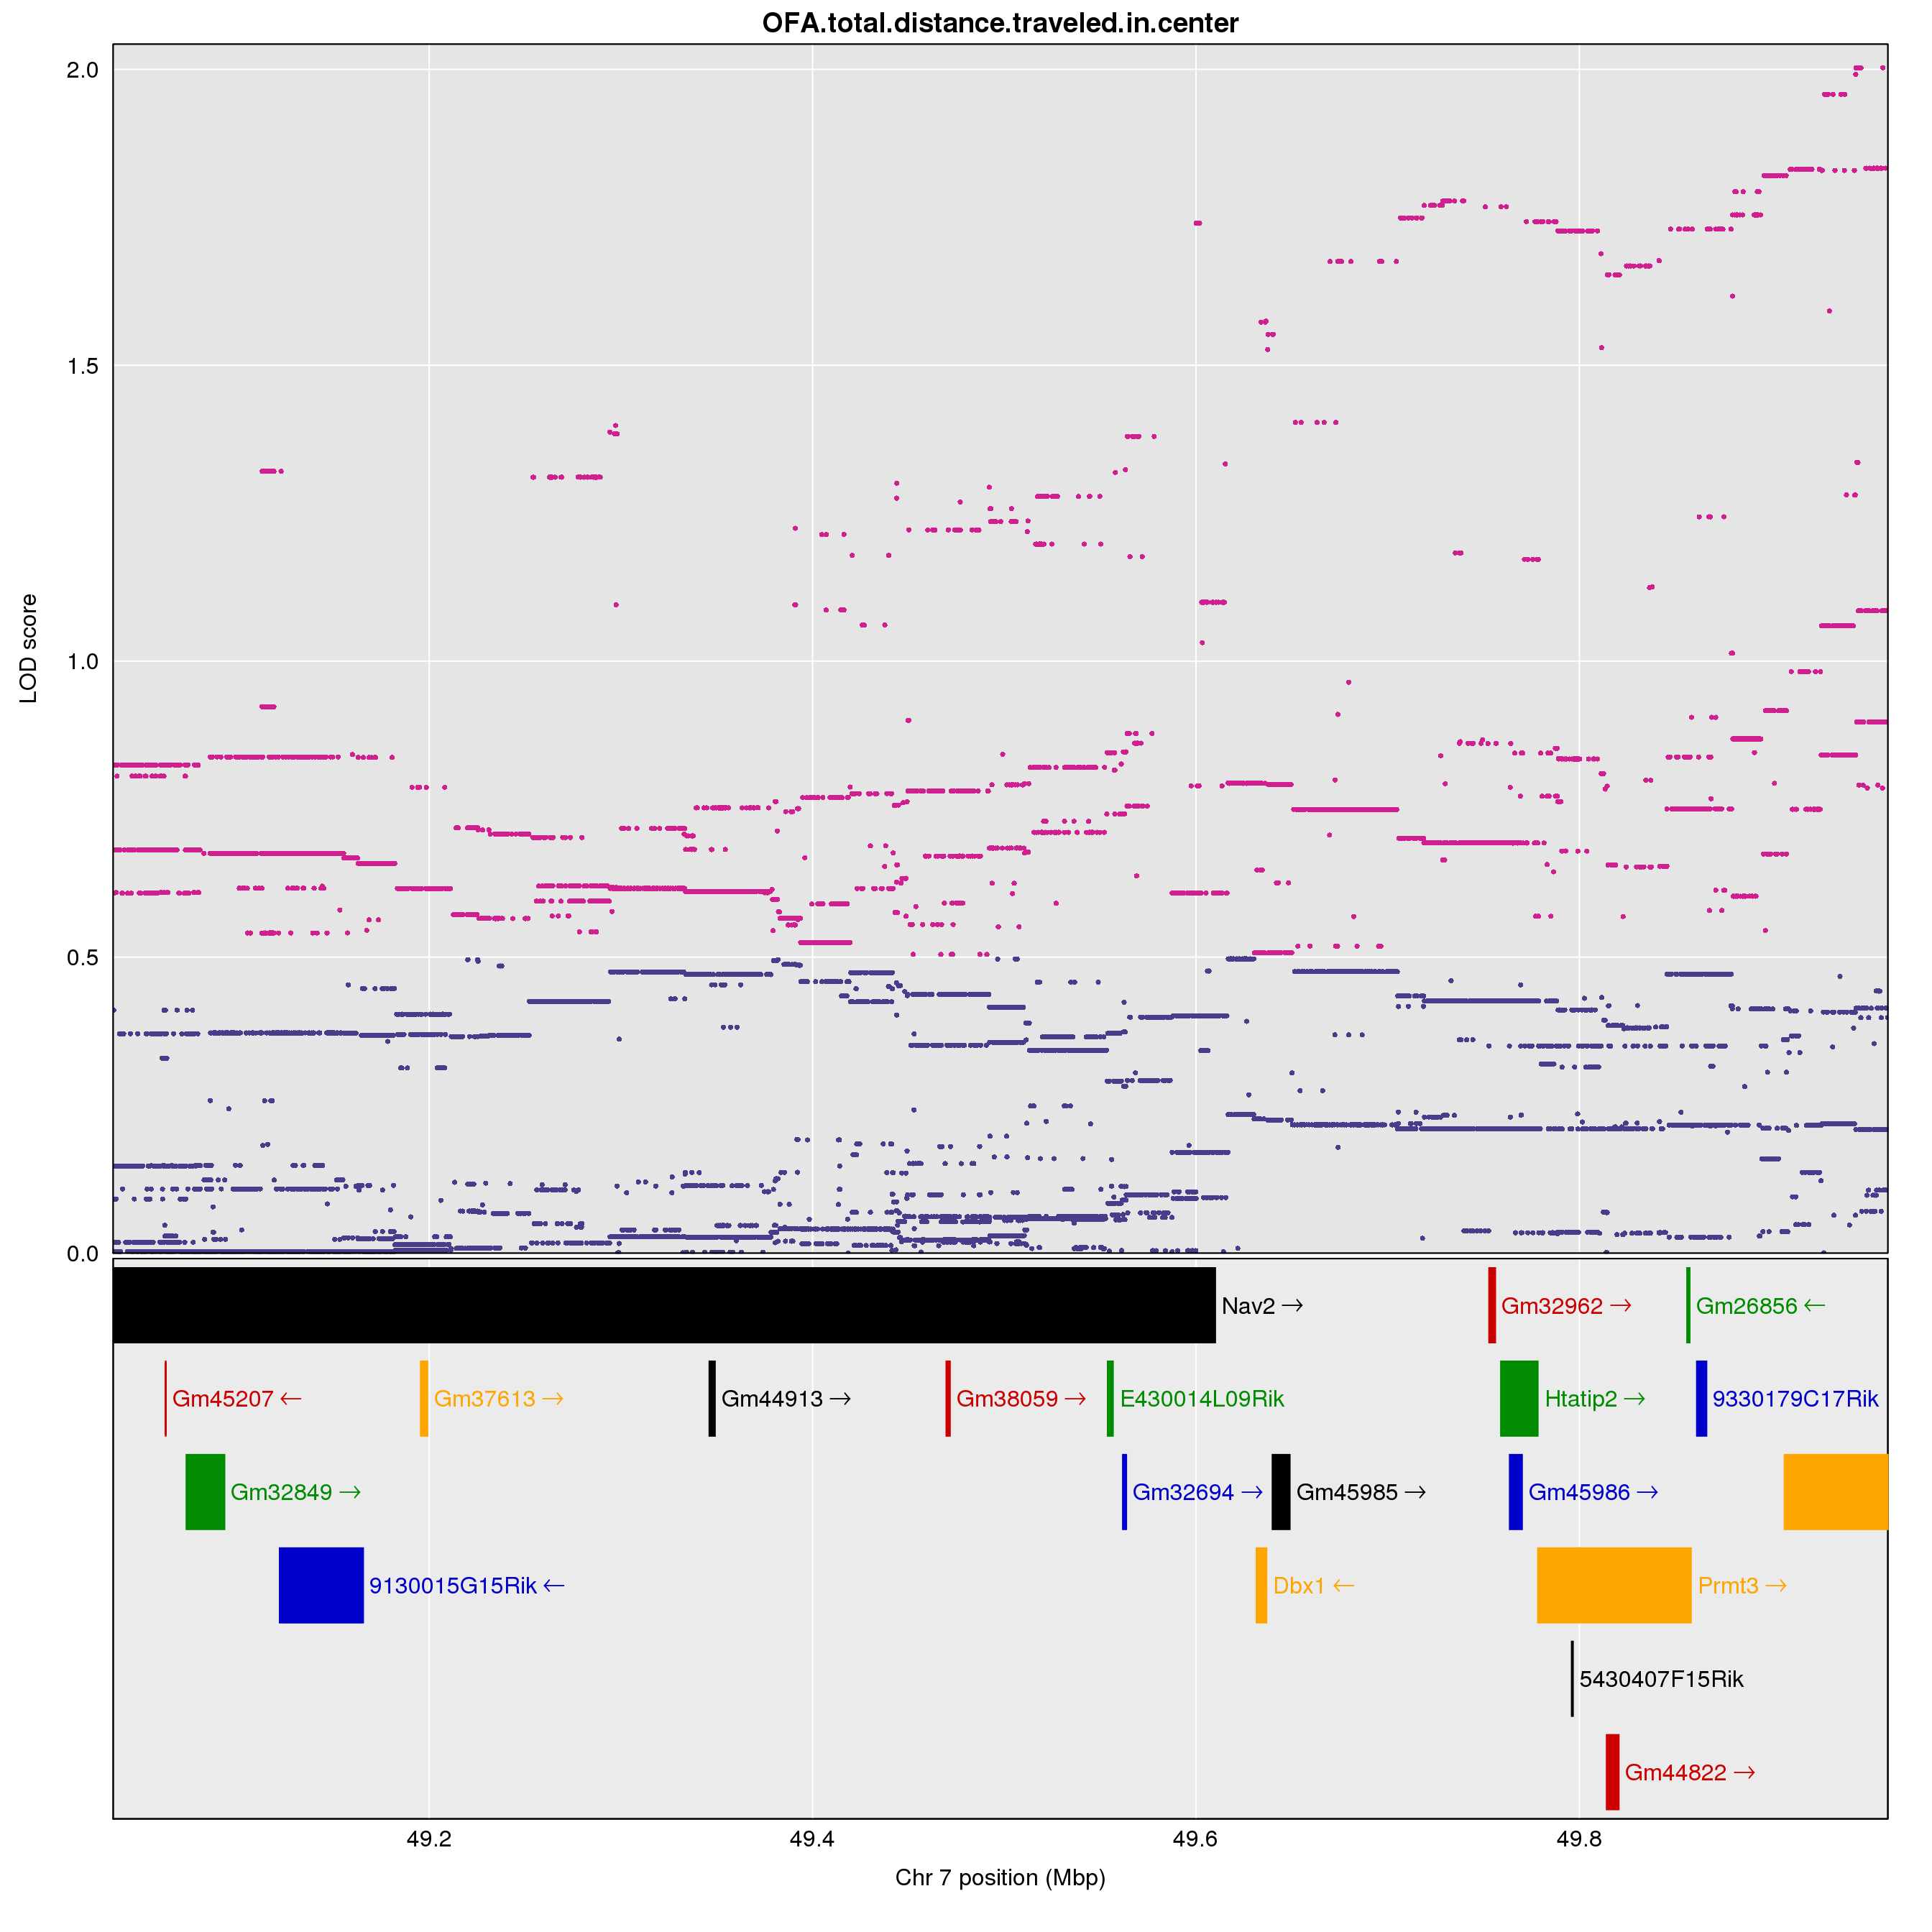 OFA.total.distance.traveled.in.center
2.0
1.5
1.0
0.5
0.0
LOD score
Nav2 →
Gm32962 →
Gm26856 ←
Gm45207 ←
Gm37613 →
Gm44913 →
Gm38059 →
E430014L09Rik
Htatip2 →
9330179C17Rik
Gm32849 →
Gm32694 →
Gm45985 →
Gm45986 →
9130015G15Rik ←
Dbx1 ←
Prmt3 →
5430407F15Rik
Gm44822 →
49.2
49.4
49.6
49.8
Chr 7 position (Mbp)